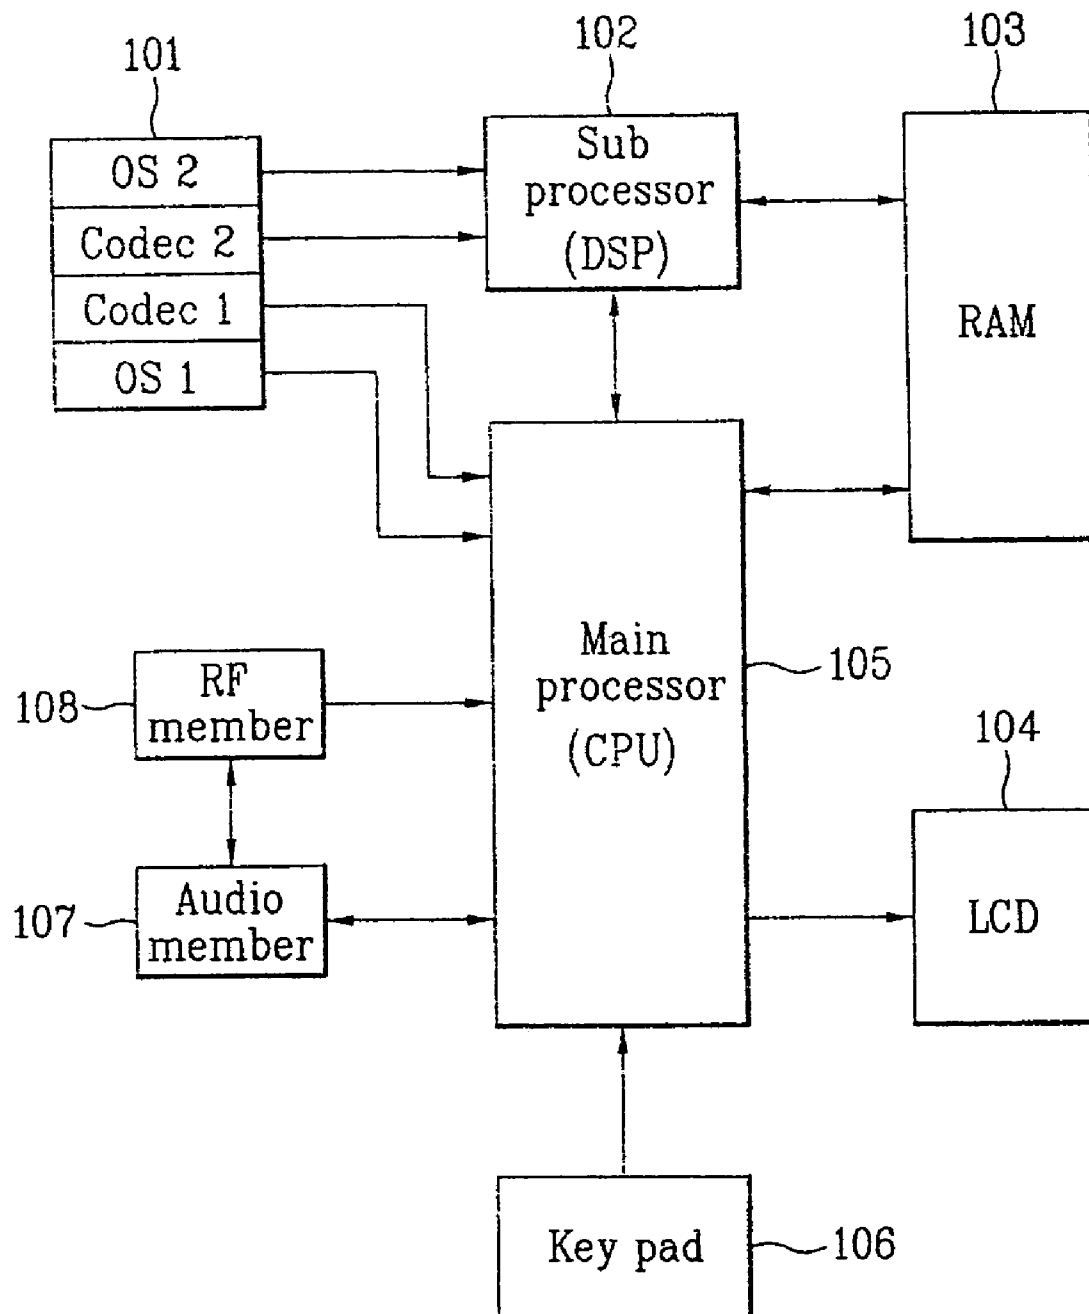 101
102
103
OS 2
Codec 2
Codec 1
OS 1
Sub
processor
(DSP)
RAM
Main
processor
(CPU)
105
RF
member
108
104
Audio
member
107
LCD
Key pad
106